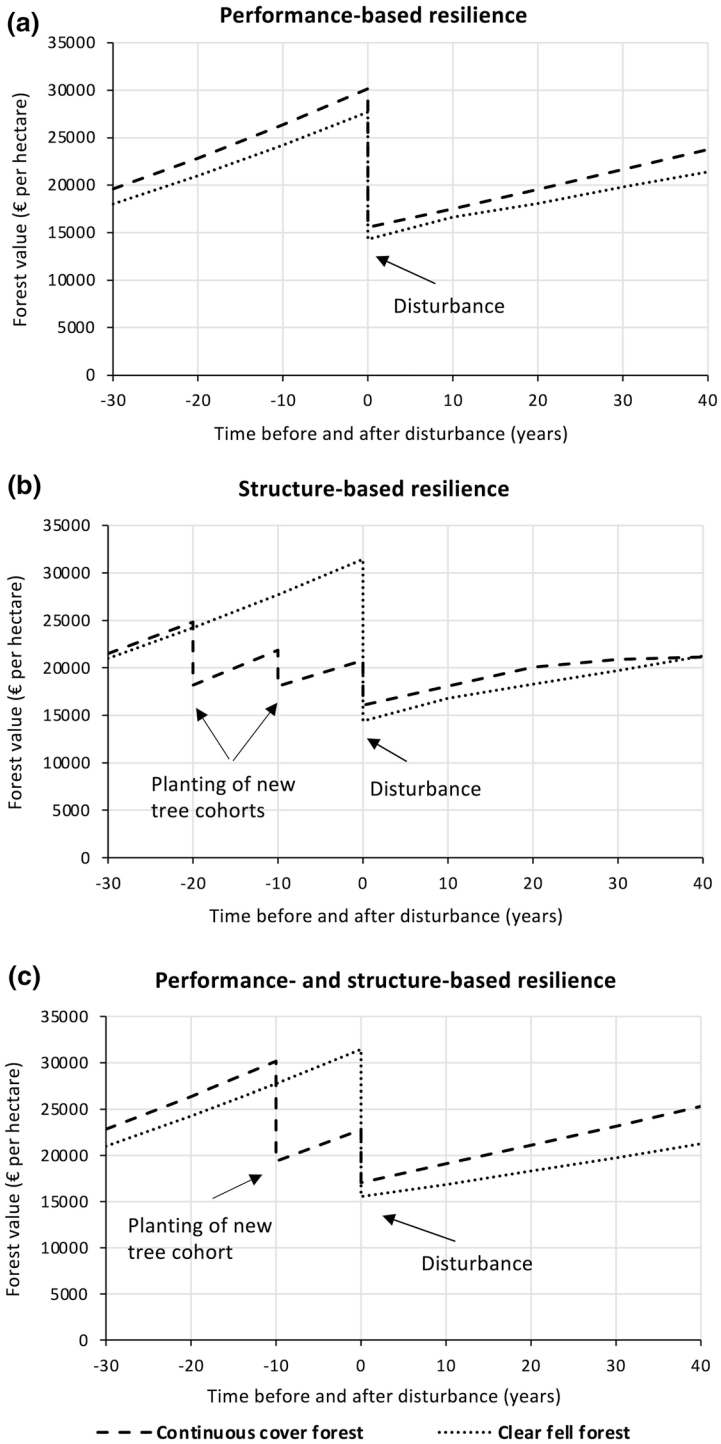 (a)
Performance-based resilience
Forest value (€ per hectare)
35000
30000
25000
20000
15000
10000
5000
0
Disturbance
-30 -20 -10 0 10 20 30 40
Time before and after disturbance (years)
(b)
Structure-based resilience
Forest value (€ per hectare)
35000
30000
25000
20000
15000
10000
5000
0
Planting of new
tree cohorts
Disturbance
-30 -20 -10 0 10 20 30 40
Time before and after disturbance (years)
(c)
Performance- and structure-based resilience
Forest value (€ per hectare)
35000
30000
25000
20000
15000
10000
5000
0
Planting of new
tree cohort
Disturbance
-30 -20 -10 0 10 20 30 40
Time before and after disturbance (years)
Continuous cover forest Clear fell forest